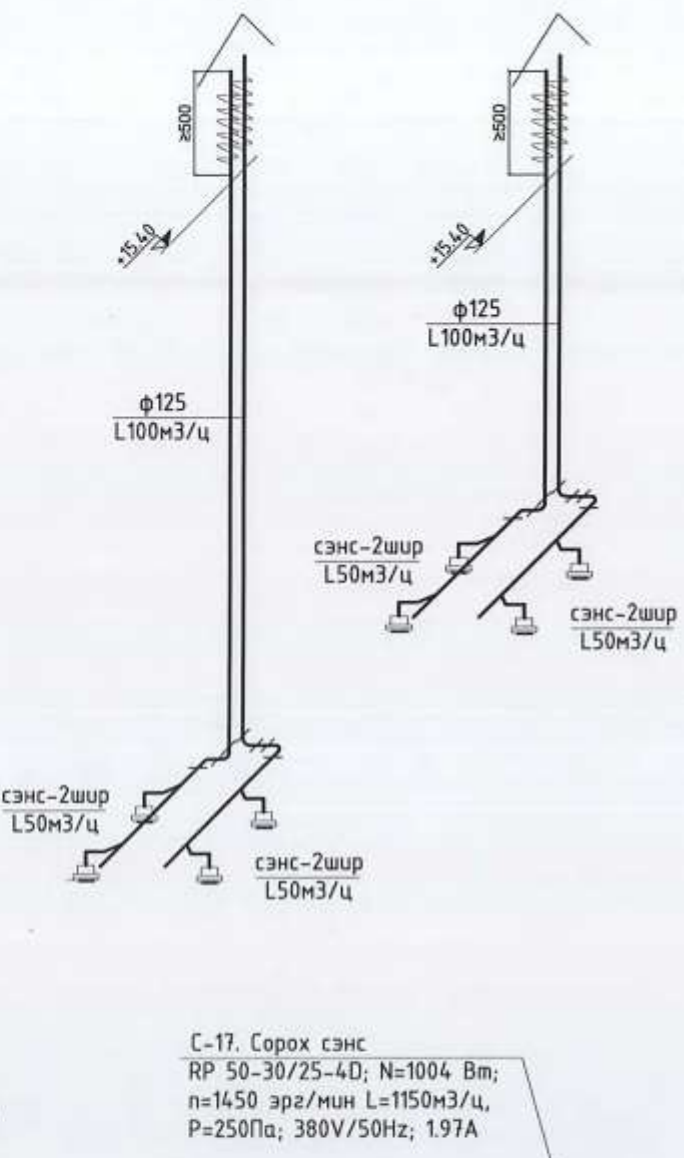 ≥500
≥500
+15.40
+15.40
ф125
L100м3/ц
ф125
L100м3/ц
сэнс-2шир
L50м3/ц
сэнс-2шир
L50м3/ц
сэнс-2шир
L50м3/ц
сэнс-2шир
L50м3/ц
С-17. Сорох сэнс
RP 50-30/25-4D; N=1004 Вт;
n=1450 эрг/мин L=1150м3/ц,
P=250Па; 380V/50Hz; 1.97A